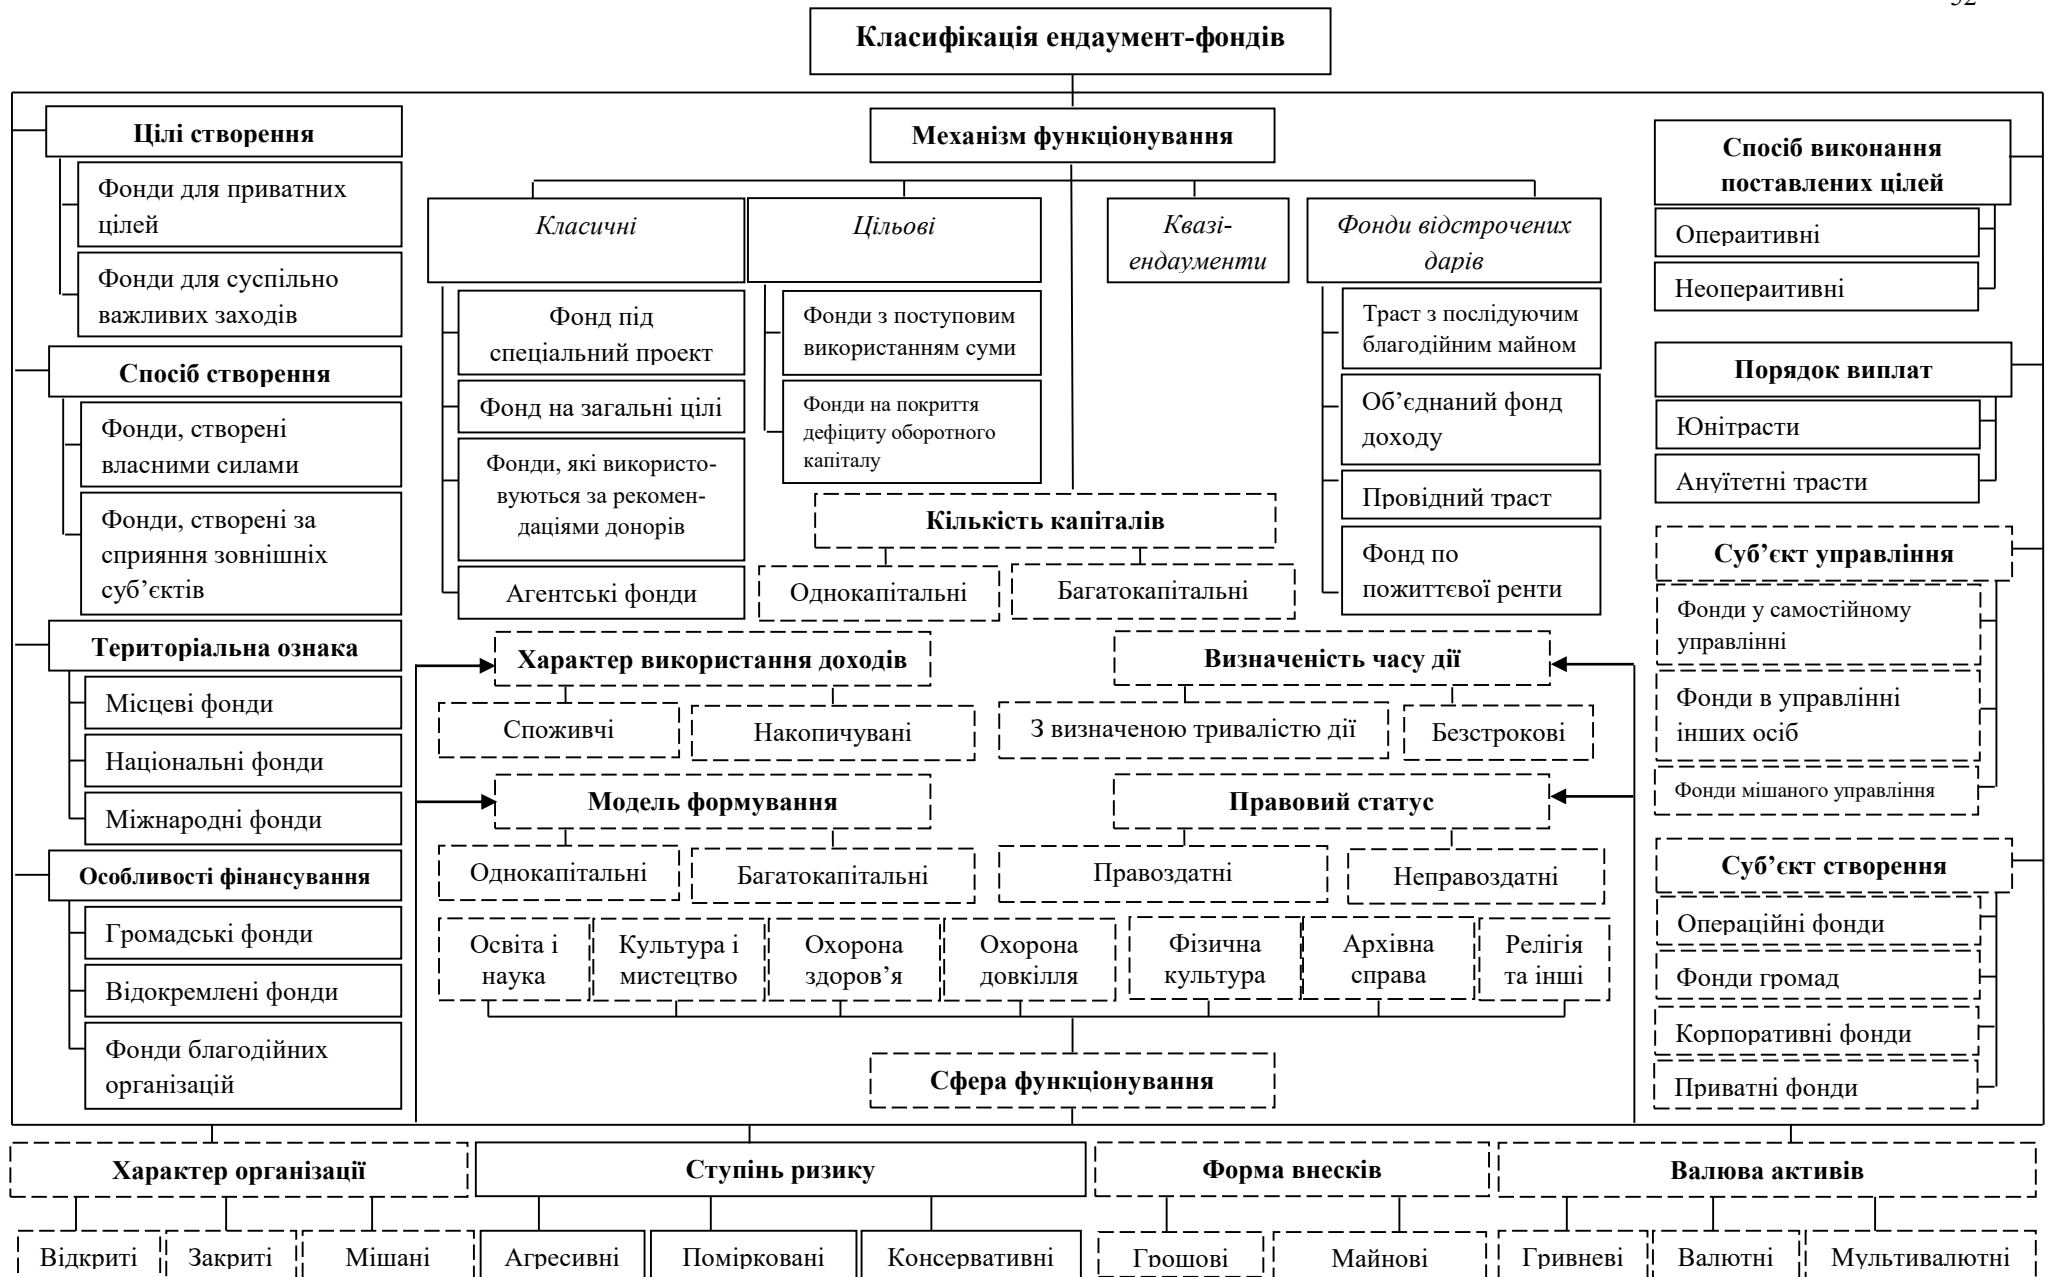 52
Класифікація ендаумент-фондів
Цілі створення
Фонди для приватних
цілей
Фонди для суспільно
важливих заходів
Спосіб створення
Фонди, створені
власними силами
Фонди, створені за
сприяння зовнішніх
суб’єктів
Територіальна ознака
Місцеві фонди
Національні фонди
Міжнародні фонди
Особливості фінансування
Громадські фонди
Відокремлені фонди
Фонди благодійних
організацій
Механізм функціонування
Класичні
Фонд під
спеціальний проект
Фонд на загальні цілі
Фонди, які використо-
вуються за рекомен-
даціями донорів
Агентські фонди
Цільові
Фонди з поступовим
використанням суми
Фонди на покриття
дефіциту оборотного
капіталу
Квазі-
ендаументи
Фонди відстрочених
дарів
Траст з послідуючим
благодійним майном
Об’єднаний фонд
доходу
Провідний траст
Фонд по
пожиттєвої ренти
Кількість капіталів
Однокапітальні
Багатокапітальні
Характер використання доходів
Споживчі
Накопичувані
Визначеність часу дії
З визначеною тривалістю дії
Безстрокові
Модель формування
Однокапітальні
Багатокапітальні
Правовий статус
Правоздатні
Неправоздатні
Освіта і
наука
Культура і
мистецтво
Охорона
здоров’я
Охорона
довкілля
Фізична
культура
Архівна
справа
Релігія
та інші
Сфера функціонування
Спосіб виконання
поставлених цілей
Операитивні
Неопераитивні
Порядок виплат
Юнітрасти
Ануїтетні трасти
Суб’єкт управління
Фонди у самостійному
управлінні
Фонди в управлінні
інших осіб
Фонди мішаного управління
Суб’єкт створення
Операційні фонди
Фонди громад
Корпоративні фонди
Приватні фонди
Характер організації
Відкриті
Закриті
Мішані
Ступінь ризику
Агресивні
Помірковані
Консервативні
Форма внесків
Грошові
Майнові
Валюва активів
Гривневі
Валютні
Мультивалютні